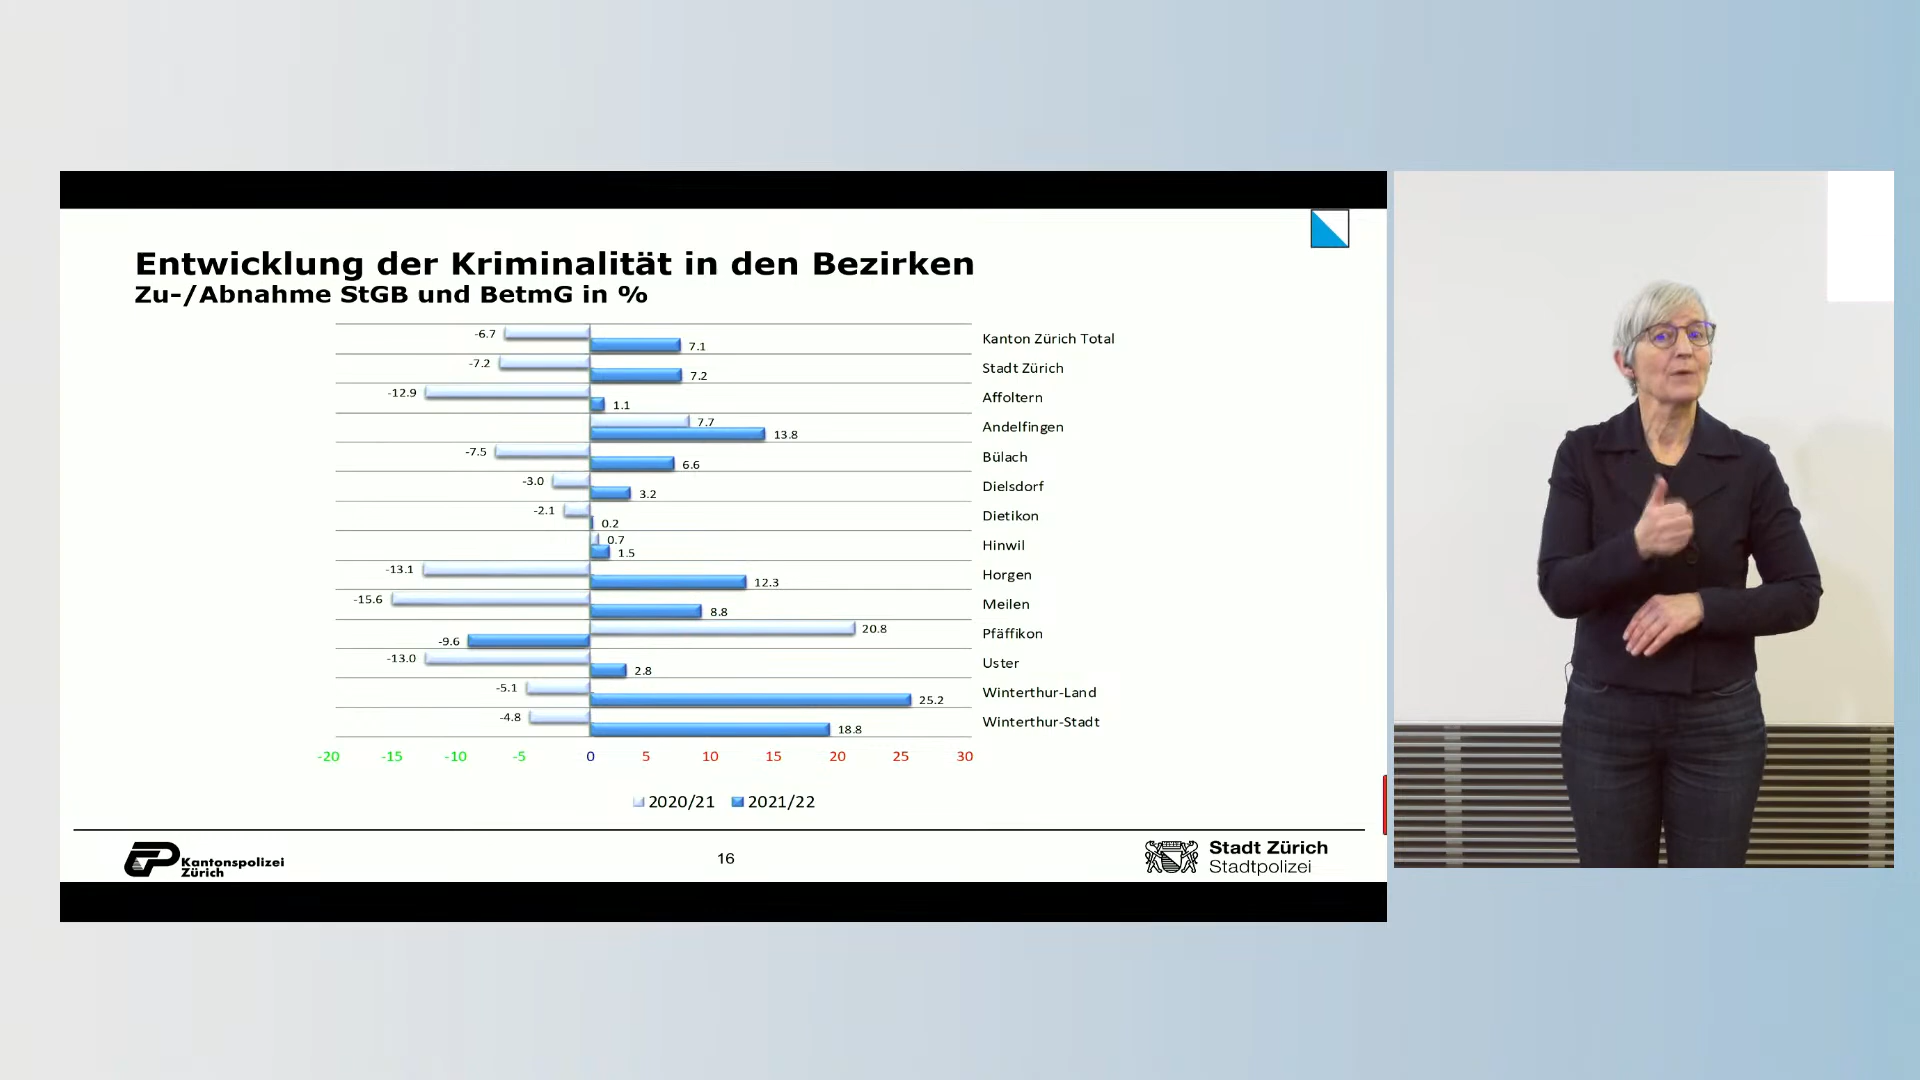 Entwicklung der Kriminalität in den Bezirken
Zu-/Abnahme StGB und BetmG in %
-6.7
7.1
Kanton Zürich Total
-7.2
7.2
Stadt Zürich
-12.9
1.1
Affoltern
7.7
13.8
Andelfingen
-7.5
6.6
Bülach
-3.0
3.2
Dielsdorf
-2.1
0.2
Dietikon
0.7
1.5
Hinwil
-13.1
12.3
Horgen
-15.6
8.8
Meilen
20.8
-9.6
Pfäffikon
-13.0
2.8
Uster
-5.1
25.2
Winterthur-Land
-4.8
18.8
Winterthur-Stadt
-20 -15 -10 -5 0 5 10 15 20 25 30
2020/21 2021/22
Kantonspolizei
Zürich
16
Stadt Zürich
Stadtpolizei